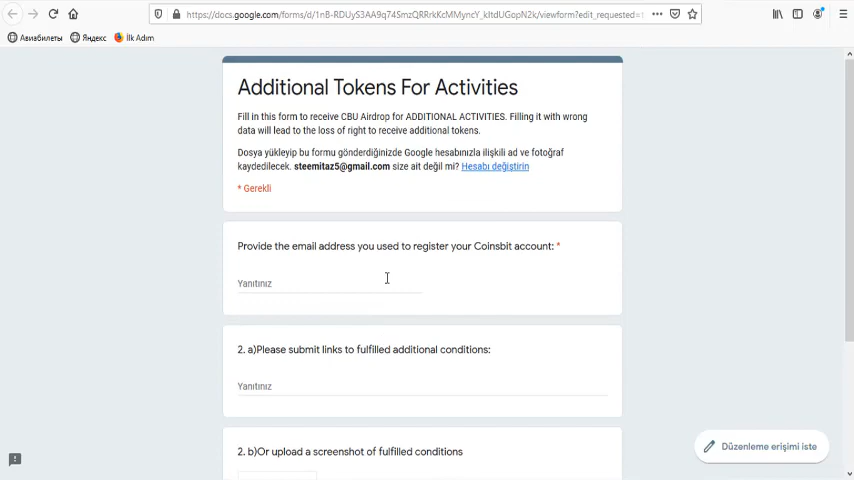 https://docs.google.com/forms/d/1nB-RDUyS3AA9q74SmzQRRrkKcMMyncY_kItdUGopN2k/viewform?edit_requested=t
Авиабилеты Яндекс İlk Adım
Additional Tokens For Activities
Fill in this form to receive CBU Airdrop for ADDITIONAL ACTIVITIES. Filling it with wrong
data will lead to the loss of right to receive additional tokens.
Dosya yükleyip bu formu gönderdiğinizde Google hesabınızla ilişkili ad ve fotoğraf
kaydedilecek. steemitaz5@gmail.com size ait değil mi? Hesabı değiştirin
* Gerekli
Provide the email address you used to register your Coinsbit account: *
Yanıtınız
2. a)Please submit links to fulfilled additional conditions:
Yanıtınız
2. b)Or upload a screenshot of fulfilled conditions
Düzenleme erişimi iste